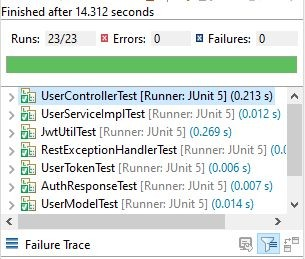 Finished after 14.312 seconds
Runs: 23/23 Errors: 0 Failures: 0
UserControllerTest [Runner: JUnit 5] (0.213 s)
UserServiceImplTest [Runner: JUnit 5] (0.012 s)
JwtUtilTest [Runner: JUnit 5] (0.269 s)
RestExceptionHandlerTest [Runner: JUnit 5]
UserTokenTest [Runner: JUnit 5] (0.006 s)
AuthResponseTest [Runner: JUnit 5] (0.007 s)
UserModelTest [Runner: JUnit 5] (0.014 s)
Failure Trace